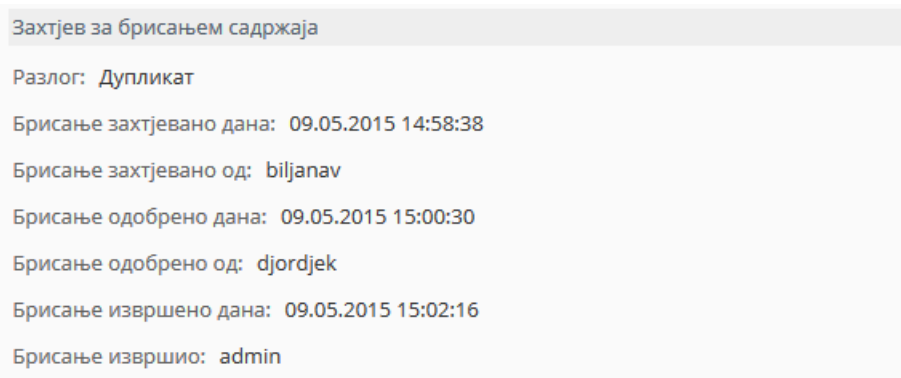 Захтјев за брисањем садржаја
Разлог: Дупликат
Брисање захтјевано дана: 09.05.2015 14:58:38
Брисање захтјевано од: biljanav
Брисање одобрено дана: 09.05.2015 15:00:30
Брисање одобрено од: djordjek
Брисање извршено дана: 09.05.2015 15:02:16
Брисање извршио: admin